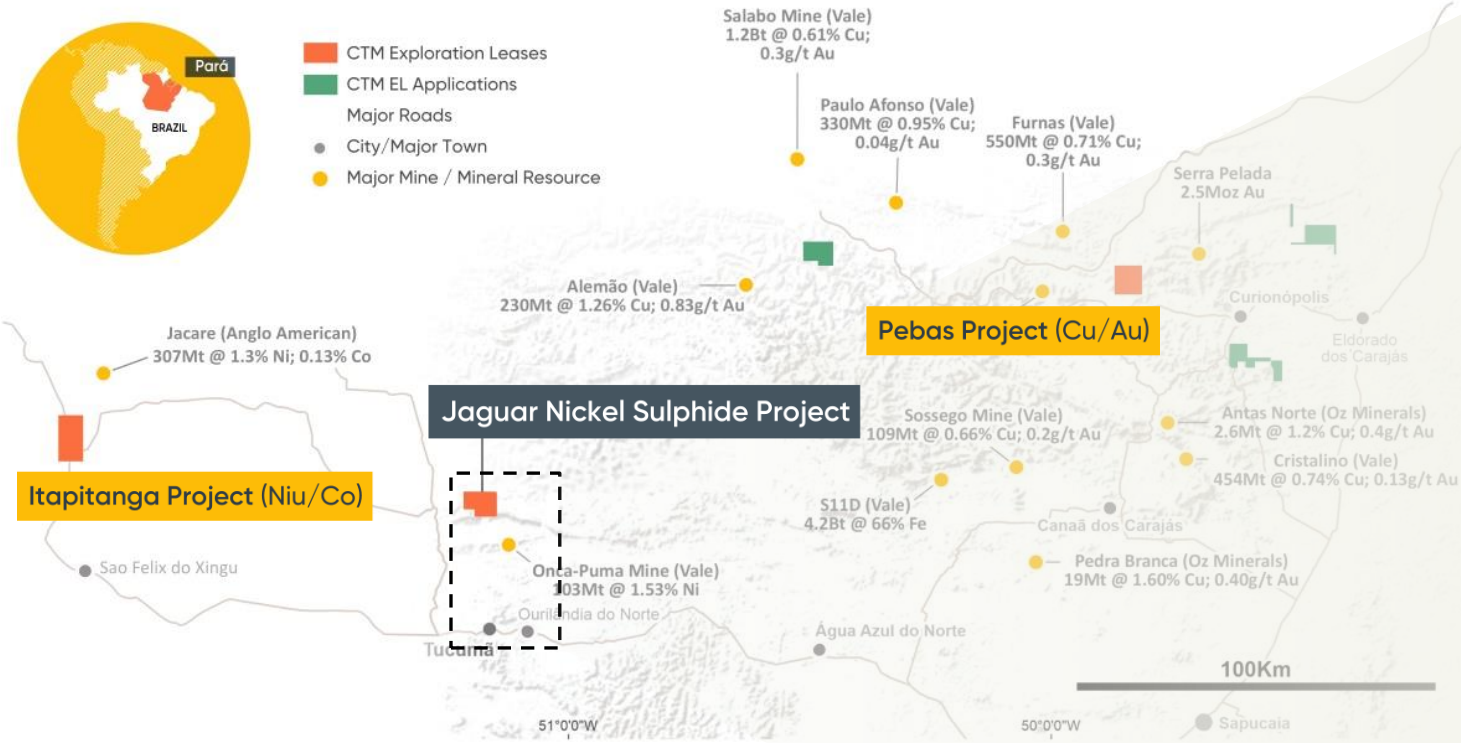 Pará
BRAZIL
CTM Exploration Leases
CTM EL Applications
Major Roads
City/Major Town
Major Mine / Mineral Resource
Salabo Mine (Vale)
1.2Bt @ 0.61% Cu;
0.3g/t Au
Paulo Afonso (Vale)
330Mt @ 0.95% Cu;
0.04g/t Au
Furnas (Vale)
550Mt @ 0.71% Cu;
0.3g/t Au
Serra Pelada
2.5Moz Au
Alemão (Vale)
230Mt @ 1.26% Cu; 0.83g/t Au
Pebas Project (Cu/Au)
Curionópolis
Eldorado
dos Carajás
Jacare (Anglo American)
307Mt @ 1.3% Ni; 0.13% Co
Jaguar Nickel Sulphide Project
Sossego Mine (Vale)
109Mt @ 0.66% Cu; 0.2g/t Au
Antas Norte (Oz Minerals)
2.6Mt @ 1.2% Cu; 0.4g/t Au
Cristalino (Vale)
454Mt @ 0.74% Cu; 0.13g/t Au
Itapitanga Project (Niu/Co)
S11D (Vale)
4.2Bt @ 66% Fe
Canaã dos Carajás
Sao Felix do Xingu
Onca-Puma Mine (Vale)
103Mt @ 1.53% Ni
Pedra Branca (Oz Minerals)
19Mt @ 1.60% Cu; 0.40g/t Au
Ourilândia do Norte
Tucumã
Água Azul do Norte
100Km
51°0'0"W
50°0'0"W
Sapucaia